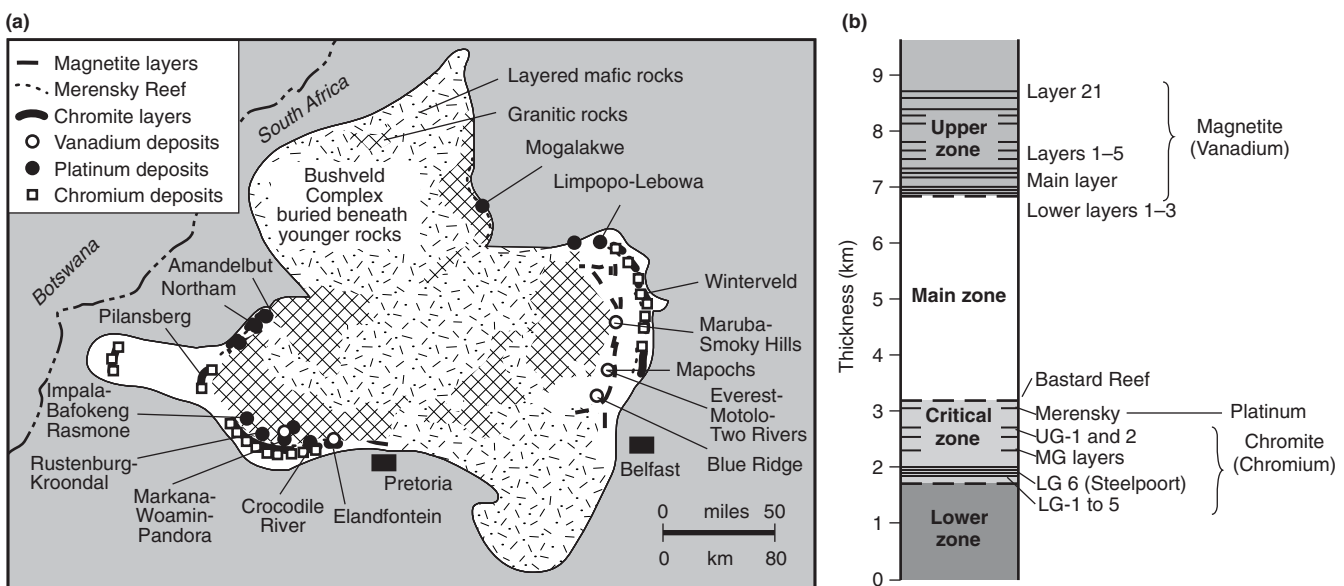 (a)
Magnetite layers
Merensky Reef
Chromite layers
Vanadium deposits
Platinum deposits
Chromium deposits
South Africa
Botswana
Layered mafic rocks
Granitic rocks
Mogalakwe
Limpopo-Lebowa
Bushveld
Complex
buried beneath
younger rocks
Amandelbut
Northam
Pilansberg
Winterveld
Maruba-
Smoky Hills
Mapochs
Everest-
Motolo-
Two Rivers
Blue Ridge
Impala-
Bafokeng
Rasmone
Rustenburg-
Kroondal
Markana-
Woamin-
Pandora
Crocodile
River
Elandfontein
Pretoria
Belfast
0 miles 50
0 km 80
(b)
Thickness (km)
9
8
7
6
5
4
3
2
1
0
Upper
zone
Main zone
Critical
zone
Lower
zone
Layer 21
Layers 1–5
Main layer
Lower layers 1–3
Magnetite
(Vanadium)
Bastard Reef
Merensky
Platinum
UG-1 and 2
MG layers
LG 6 (Steelpoort)
LG-1 to 5
Chromite
(Chromium)